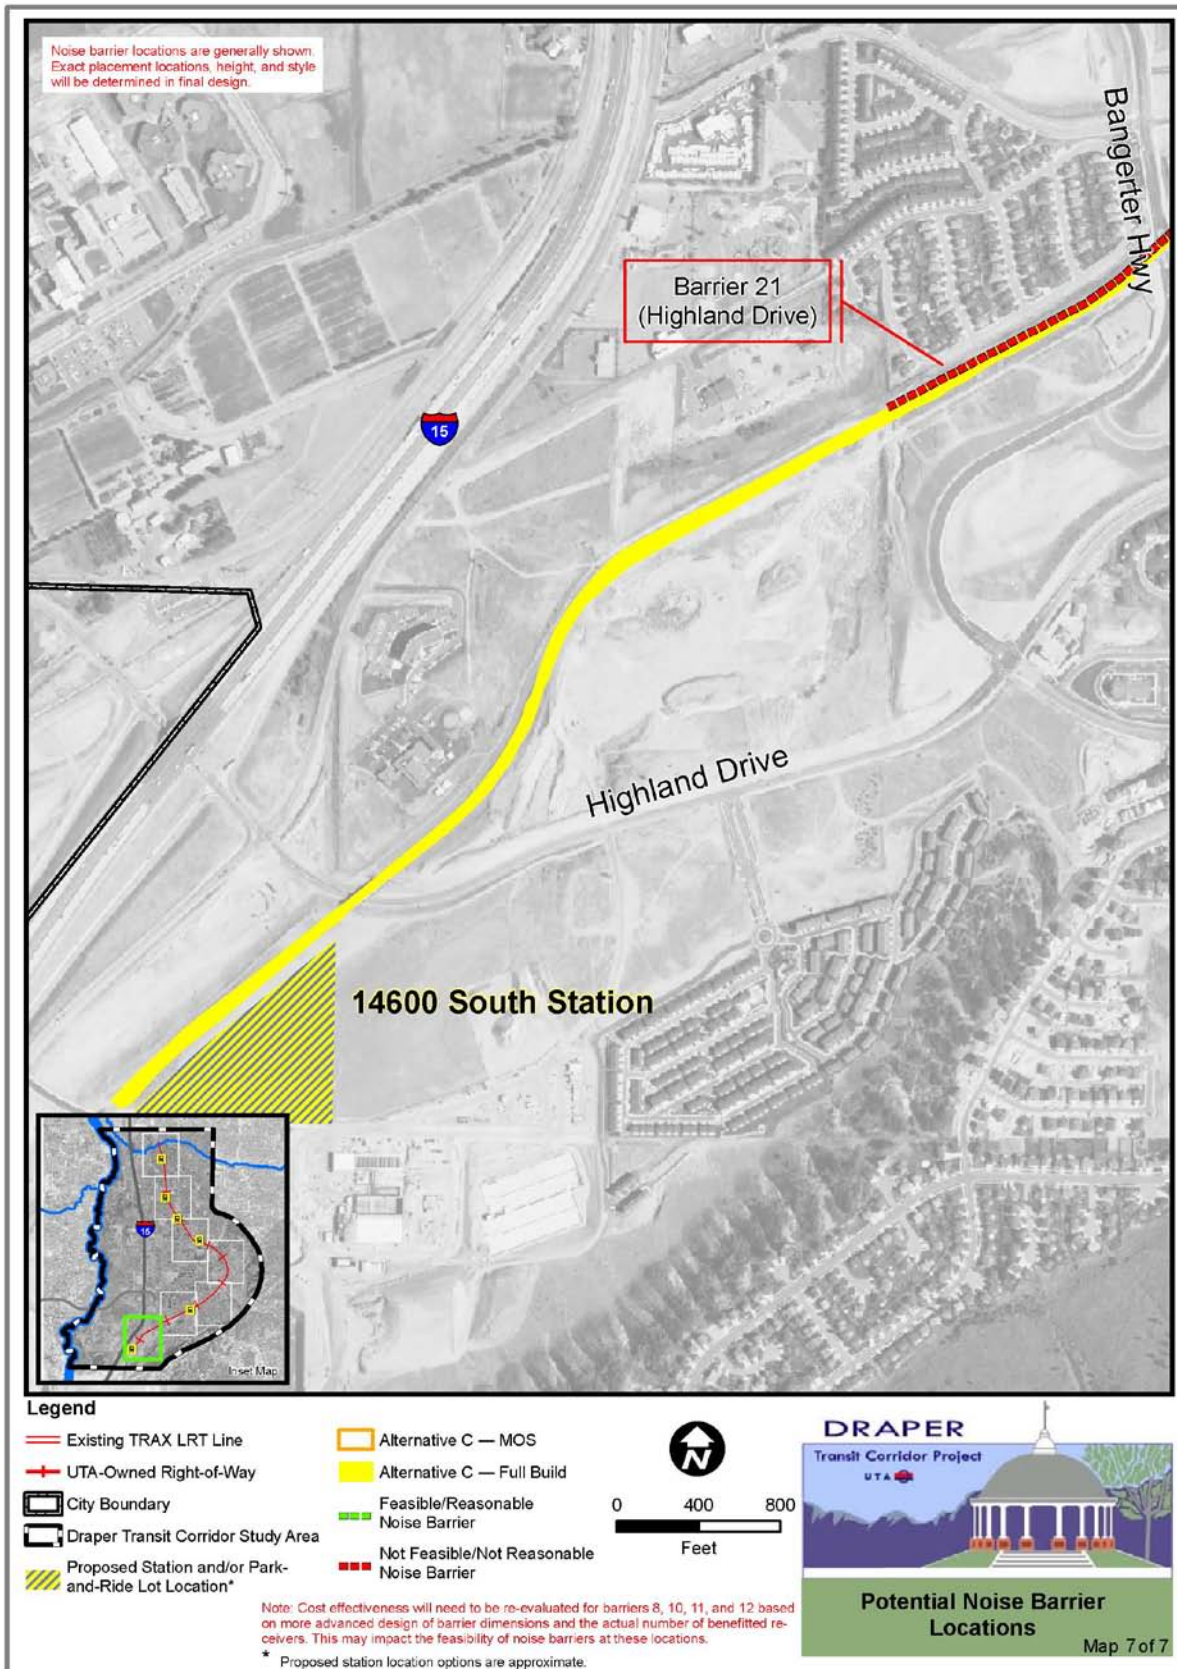 Noise barrier locations are generally shown.
Exact placement locations, height, and style
will be determined in final design.
Bangerter Hwy
Barrier 21
(Highland Drive)
15
Highland Drive
14600 South Station
15
Inset Map
Legend
Existing TRAX LRT Line
UTA-Owned Right-of-Way
City Boundary
Draper Transit Corridor Study Area
Proposed Station and/or Park-
and-Ride Lot Location*
Alternative C — MOS
Alternative C — Full Build
Feasible/Reasonable
Noise Barrier
Not Feasible/Not Reasonable
Noise Barrier
N
0 400 800
Feet
Note: Cost effectiveness will need to be re-evaluated for barriers 8, 10, 11, and 12 based
on more advanced design of barrier dimensions and the actual number of benefitted re-
ceivers. This may impact the feasibility of noise barriers at these locations.
* Proposed station location options are approximate.
DRAPER
Transit Corridor Project
UTA
Potential Noise Barrier
Locations
Map 7 of 7